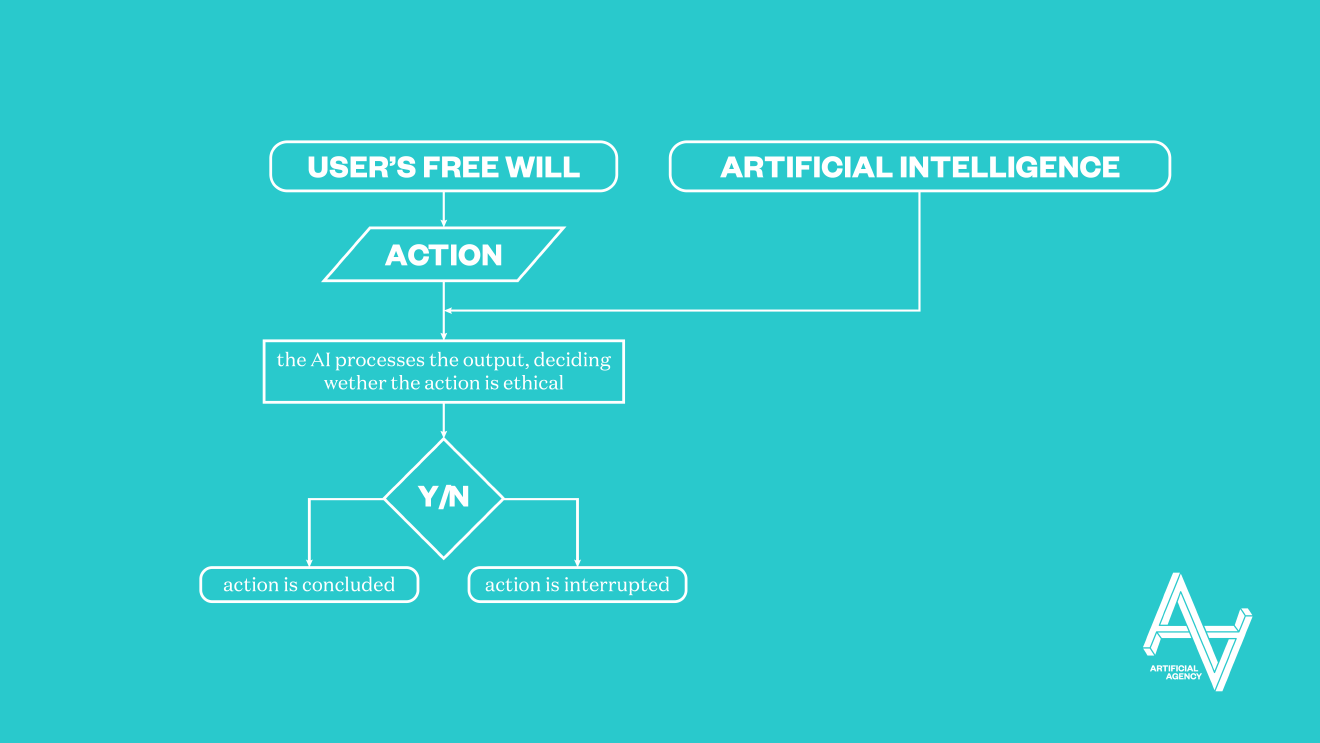 USER’S FREE WILL
ARTIFICIAL INTELLIGENCE
ACTION
the AI processes the output, deciding
wether the action is ethical
Y/N
action is concluded
action is interrupted
ARTIFICIAL
AGENCY